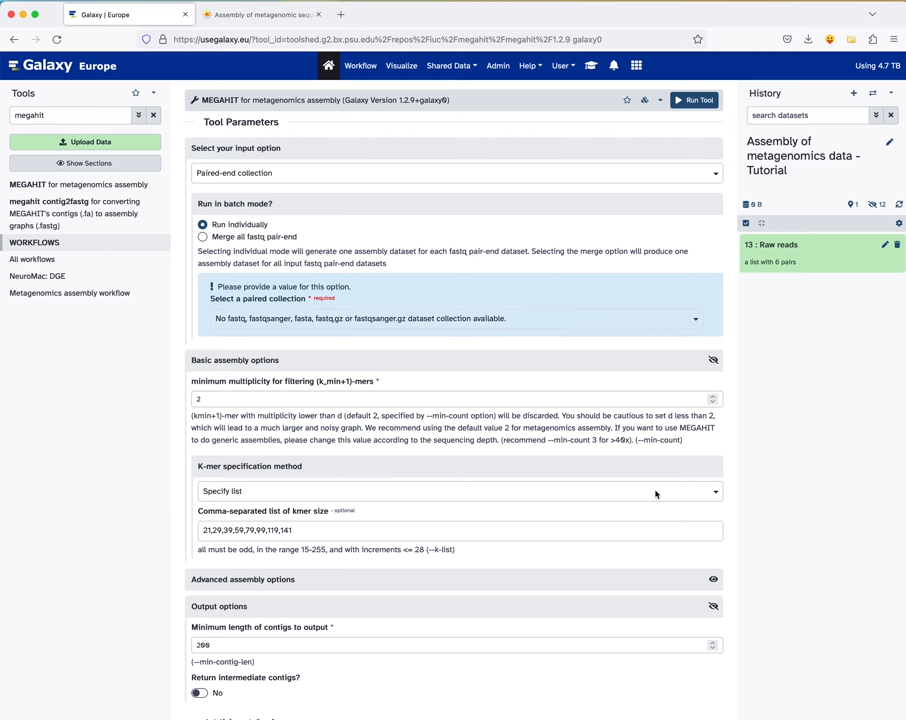 Galaxy | Europe
Assembly of metagenomic sequ
https://usegalaxy.eu/?tool_id=toolshed.g2.bx.psu.edu%2Frepos%2Fiuc%2Fmegahit%2Fmegahit%2F1.2.9 galaxy0
Galaxy Europe
Workflow Visualize Shared Data Admin Help User
Using 4.7 TB
Tools
megahit
Upload Data
Show Sections
MEGAHIT for metagenomics assembly
megahit contig2fastg for converting
MEGAHIT's contigs (.fa) to assembly
graphs (.fastg)
WORKFLOWS
All workflows
NeuroMac: DGE
Metagenomics assembly workflow
MEGAHIT for metagenomics assembly (Galaxy Version 1.2.9+galaxy0)
Run Tool
Tool Parameters
Select your input option
Paired-end collection
Run in batch mode?
Run individually
Merge all fastq pair-end
Selecting individual mode will generate one assembly dataset for each fastq pair-end dataset. Selecting the merge option will produce one
assembly dataset for all input fastq pair-end datasets
! Please provide a value for this option.
Select a paired collection * required
No fastq, fastqsanger, fasta, fastq.gz or fastqsanger.gz dataset collection available.
Basic assembly options
minimum multiplicity for filtering (k_min+1)-mers *
2
(kmin+1)-mer with multiplicity lower than d (default 2, specified by --min-count option) will be discarded. You should be cautious to set d less than 2,
which will lead to a much larger and noisy graph. We recommend using the default value 2 for metagenomics assembly. If you want to use MEGAHIT
to do generic assemblies, please change this value according to the sequencing depth. (recommend --min-count 3 for >40x). (--min-count)
K-mer specification method
Specify list
Comma-separated list of kmer size - optional
21,29,39,59,79,99,119,141
all must be odd, in the range 15-255, and with increments <= 28 (--k-list)
Advanced assembly options
Output options
Minimum length of contigs to output *
200
(--min-contig-len)
Return intermediate contigs?
No
History
search datasets
Assembly of
metagenomics data -
Tutorial
0 B 1 12
13 : Raw reads
a list with 6 pairs